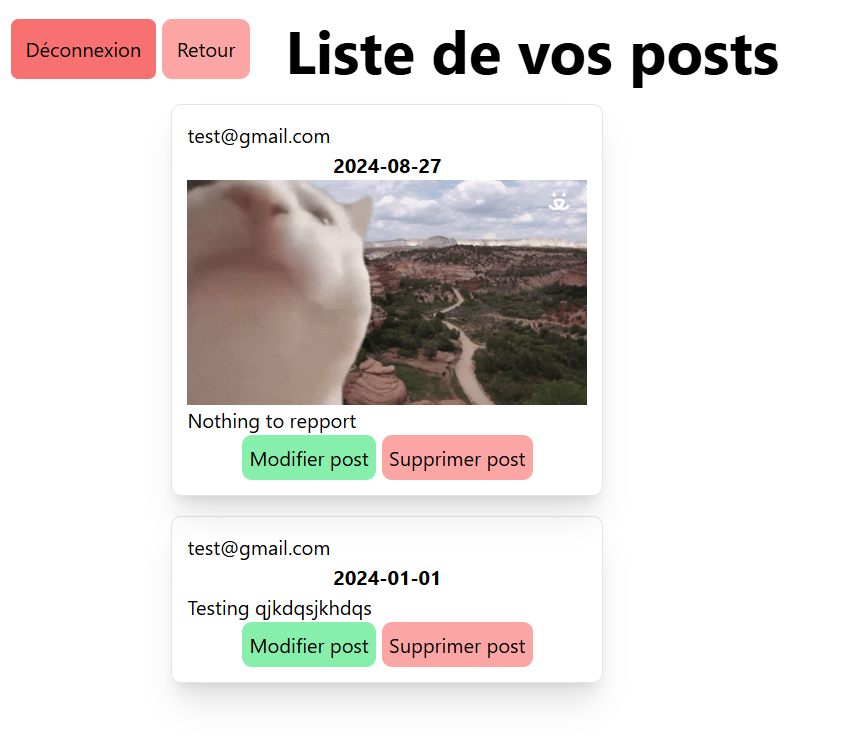 Déconnexion Retour Liste de vos posts
test@gmail.com
2024-08-27
Nothing to repport
Modifier post Supprimer post
test@gmail.com
2024-01-01
Testing qjkdqsjkhdqs
Modifier post Supprimer post